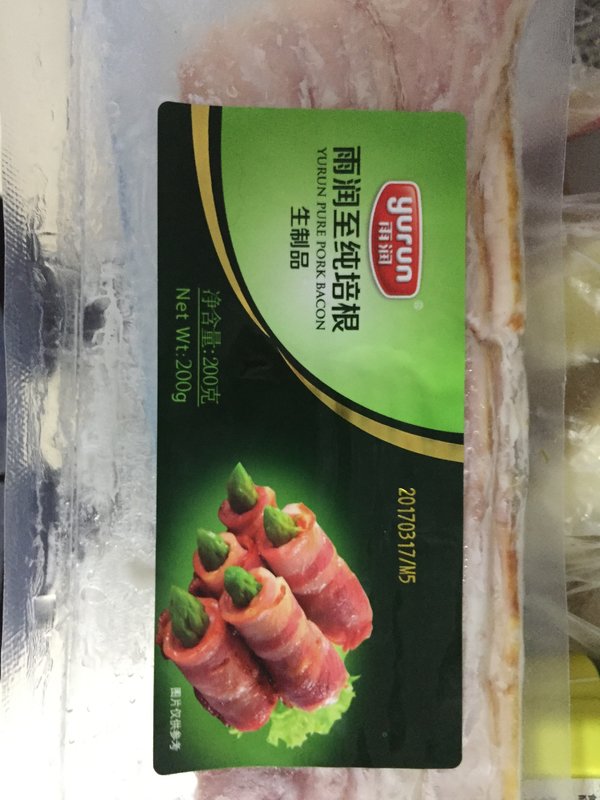 yurun
雨润
®
雨润至纯培根
YURUN PURE PORK BACON
生制品
净含量:200克
Net Wt:200g
20170317/M5
图片仅供参考